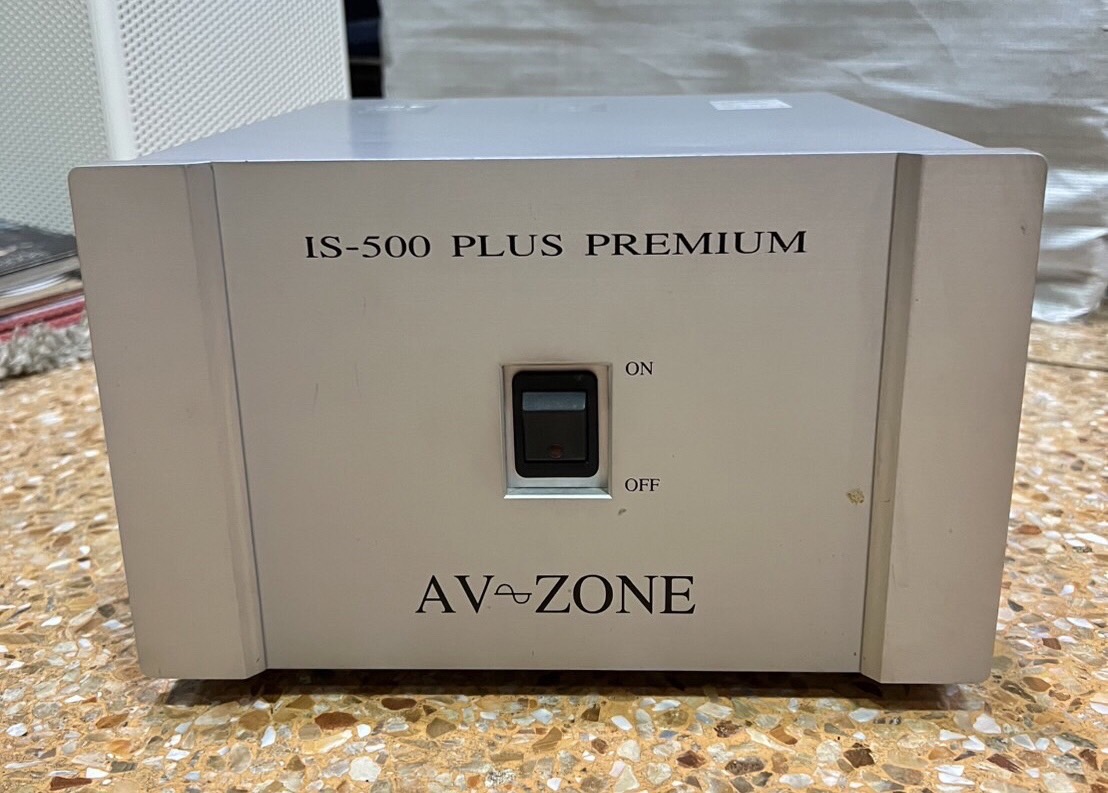 IS-500 PLUS PREMIUM
ON
OFF
AV~ZONE